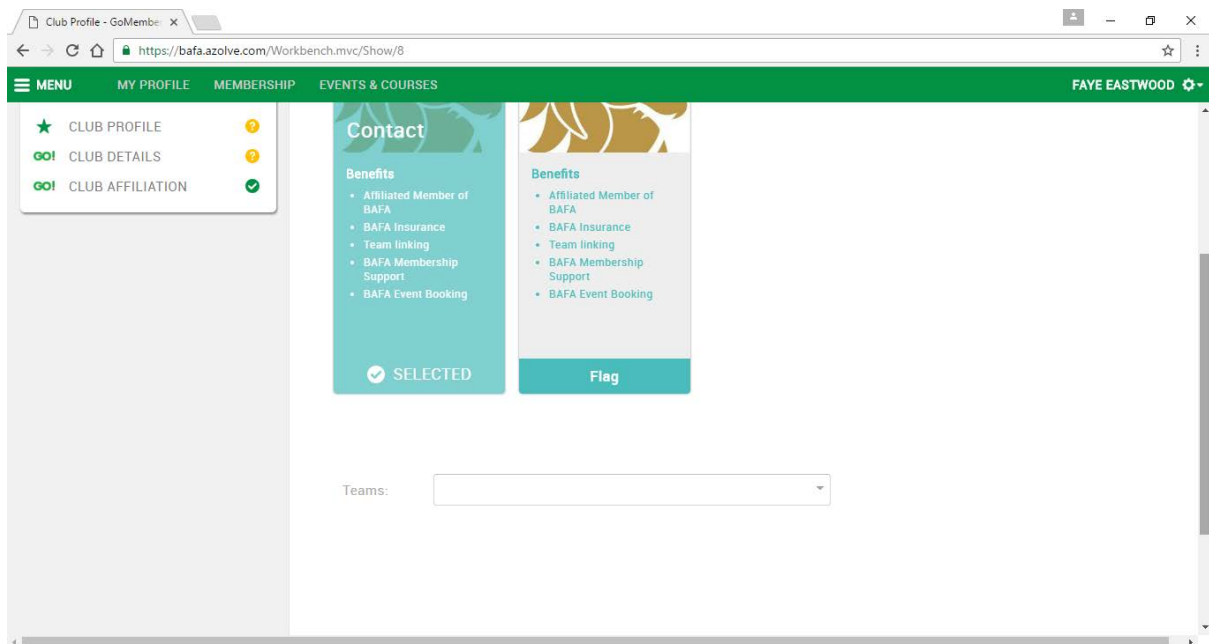 Club Profile - GoMembe
https://bafa.azolve.com/Workbench.mvc/Show/8
MENU MY PROFILE MEMBERSHIP EVENTS & COURSES FAYE EASTWOOD
CLUB PROFILE ?
GO! CLUB DETAILS ?
GO! CLUB AFFILIATION
Contact
Benefits
• Affiliated Member of
BAFA
• BAFA Insurance
• Team linking
• BAFA Membership
Support
• BAFA Event Booking
SELECTED
Benefits
• Affiliated Member of
BAFA
• BAFA Insurance
• Team linking
• BAFA Membership
Support
• BAFA Event Booking
Flag
Teams: